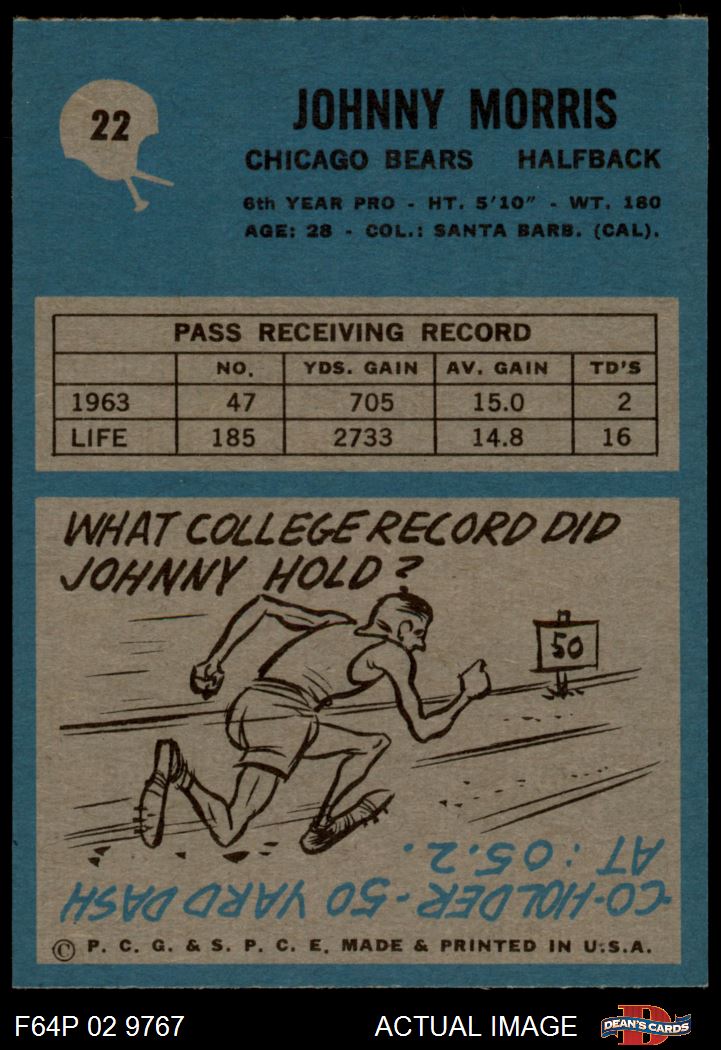 22
JOHNNY MORRIS
CHICAGO BEARS HALFBACK
6th YEAR PRO - HT. 5'10" - WT. 180
AGE: 28 - COL.: SANTA BARB. (CAL).
PASS RECEIVING RECORD
NO. YDS. GAIN AV. GAIN TD'S
1963 47 705 15.0 2
LIFE 185 2733 14.8 16
WHAT COLLEGE RECORD DID
JOHNNY HOLD?
50
CO-HOLDER-50 YARD DASH
AT :05.2.
© P. C. G. & S. P. C. E. MADE & PRINTED IN U.S.A.
F64P 02 9767 ACTUAL IMAGE D DEAN'S CARDS